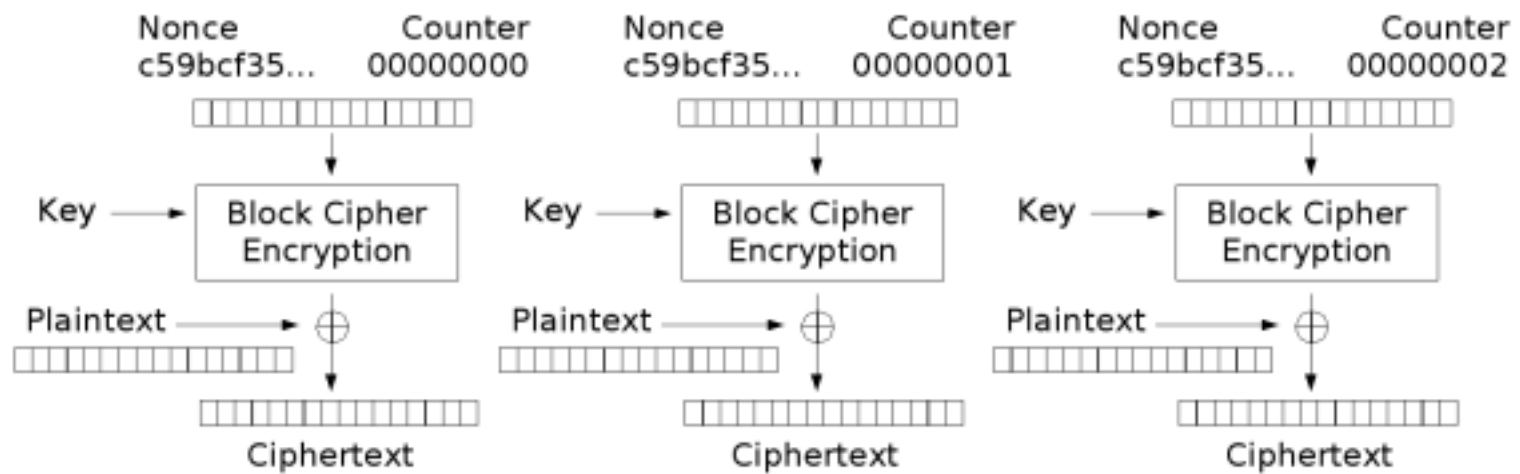 Nonce Counter Nonce Counter Nonce Counter
c59bcf35... 00000000 c59bcf35... 00000001 c59bcf35... 00000002
Key Block Cipher Encryption Key Block Cipher Encryption Key Block Cipher Encryption
Plaintext Plaintext Plaintext
Ciphertext Ciphertext Ciphertext